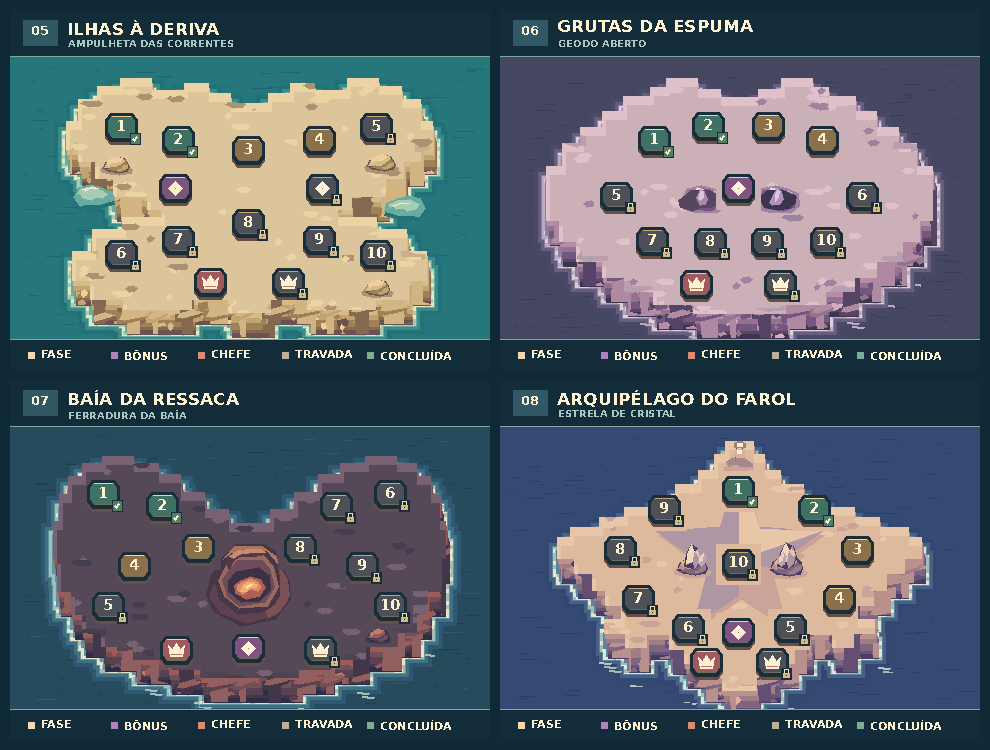 05 ILHAS À DERIVA
AMPULHETA DAS CORRENTES
1 2 3 4 5
8
6 7 9 10
FASE BÔNUS CHEFE TRAVADA CONCLUÍDA
06 GRUTAS DA ESPUMA
GEODO ABERTO
1 2 3 4
5 6
7 8 9 10
FASE BÔNUS CHEFE TRAVADA CONCLUÍDA
07 BAÍA DA RESSACA
FERRADURA DA BAÍA
1 2 7 6
3 8
4 9
5 10
FASE BÔNUS CHEFE TRAVADA CONCLUÍDA
08 ARQUIPÉLAGO DO FAROL
ESTRELA DE CRISTAL
1
9 2
8 10 3
7 4
6 5
FASE BÔNUS CHEFE TRAVADA CONCLUÍDA